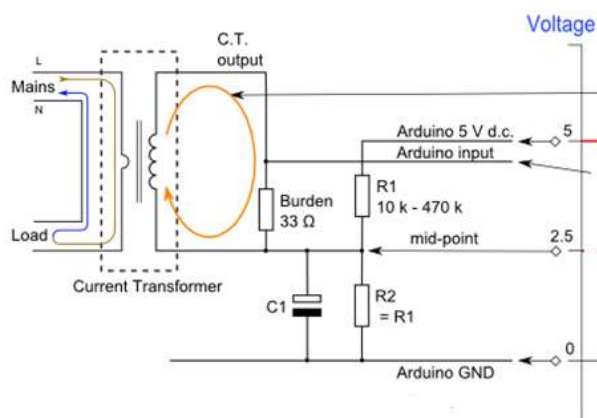 Voltage
C.T.
output
L
Mains
N
Load
Current Transformer
Burden
33 Ω
Arduino 5 V d.c.
5
Arduino input
R1
10 k - 470 k
mid-point
2.5
C1
R2
= R1
0
Arduino GND